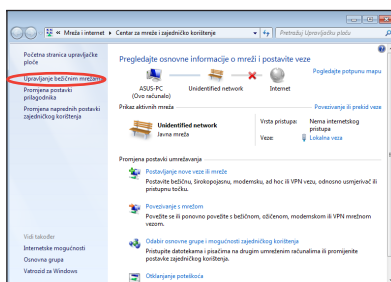 « Mreža i internet ▸ Centar za mreže i zajedničko korištenje
Pretražuj Upravljačku ploču
Početna stranica upravljačke
ploče
Upravljanje bežičnim mrežama
Promjena postavki
prilagodnika
Promjena naprednih postavki
zajedničkog korištenja
Pregledajte osnovne informacije o mreži i postavite veze
Pogledajte potpunu mapu
ASUS-PC
(Ovo računalo)
Unidentified network
Internet
Prikaz aktivnih mreža
Povezivanje ili prekid veze
Unidentified network
Javna mreža
Vrsta pristupa: Nema internetskog
pristupa
Veze: Lokalna veza
Promjena postavki umrežavanja
Postavljanje nove veze ili mreže
Postavite bežičnu, širokopojasnu, modemsku, ad hoc ili VPN vezu, odnosno usmjerivač ili
pristupnu točku.
Povezivanje s mrežom
Povežite se ili ponovno povežite s bežičnom, ožičenom, modemskom ili VPN mrežnom
vezom.
Odabir osnovne grupe i mogućnosti zajedničkog korištenja
Pristupite datotekama i pisačima na drugim umreženim računalima ili promijenite
postavke zajedničkog korištenja.
Otklanjanje poteškoća
Vidi također
Internetske mogućnosti
Osnovna grupa
Vatrozid za Windows